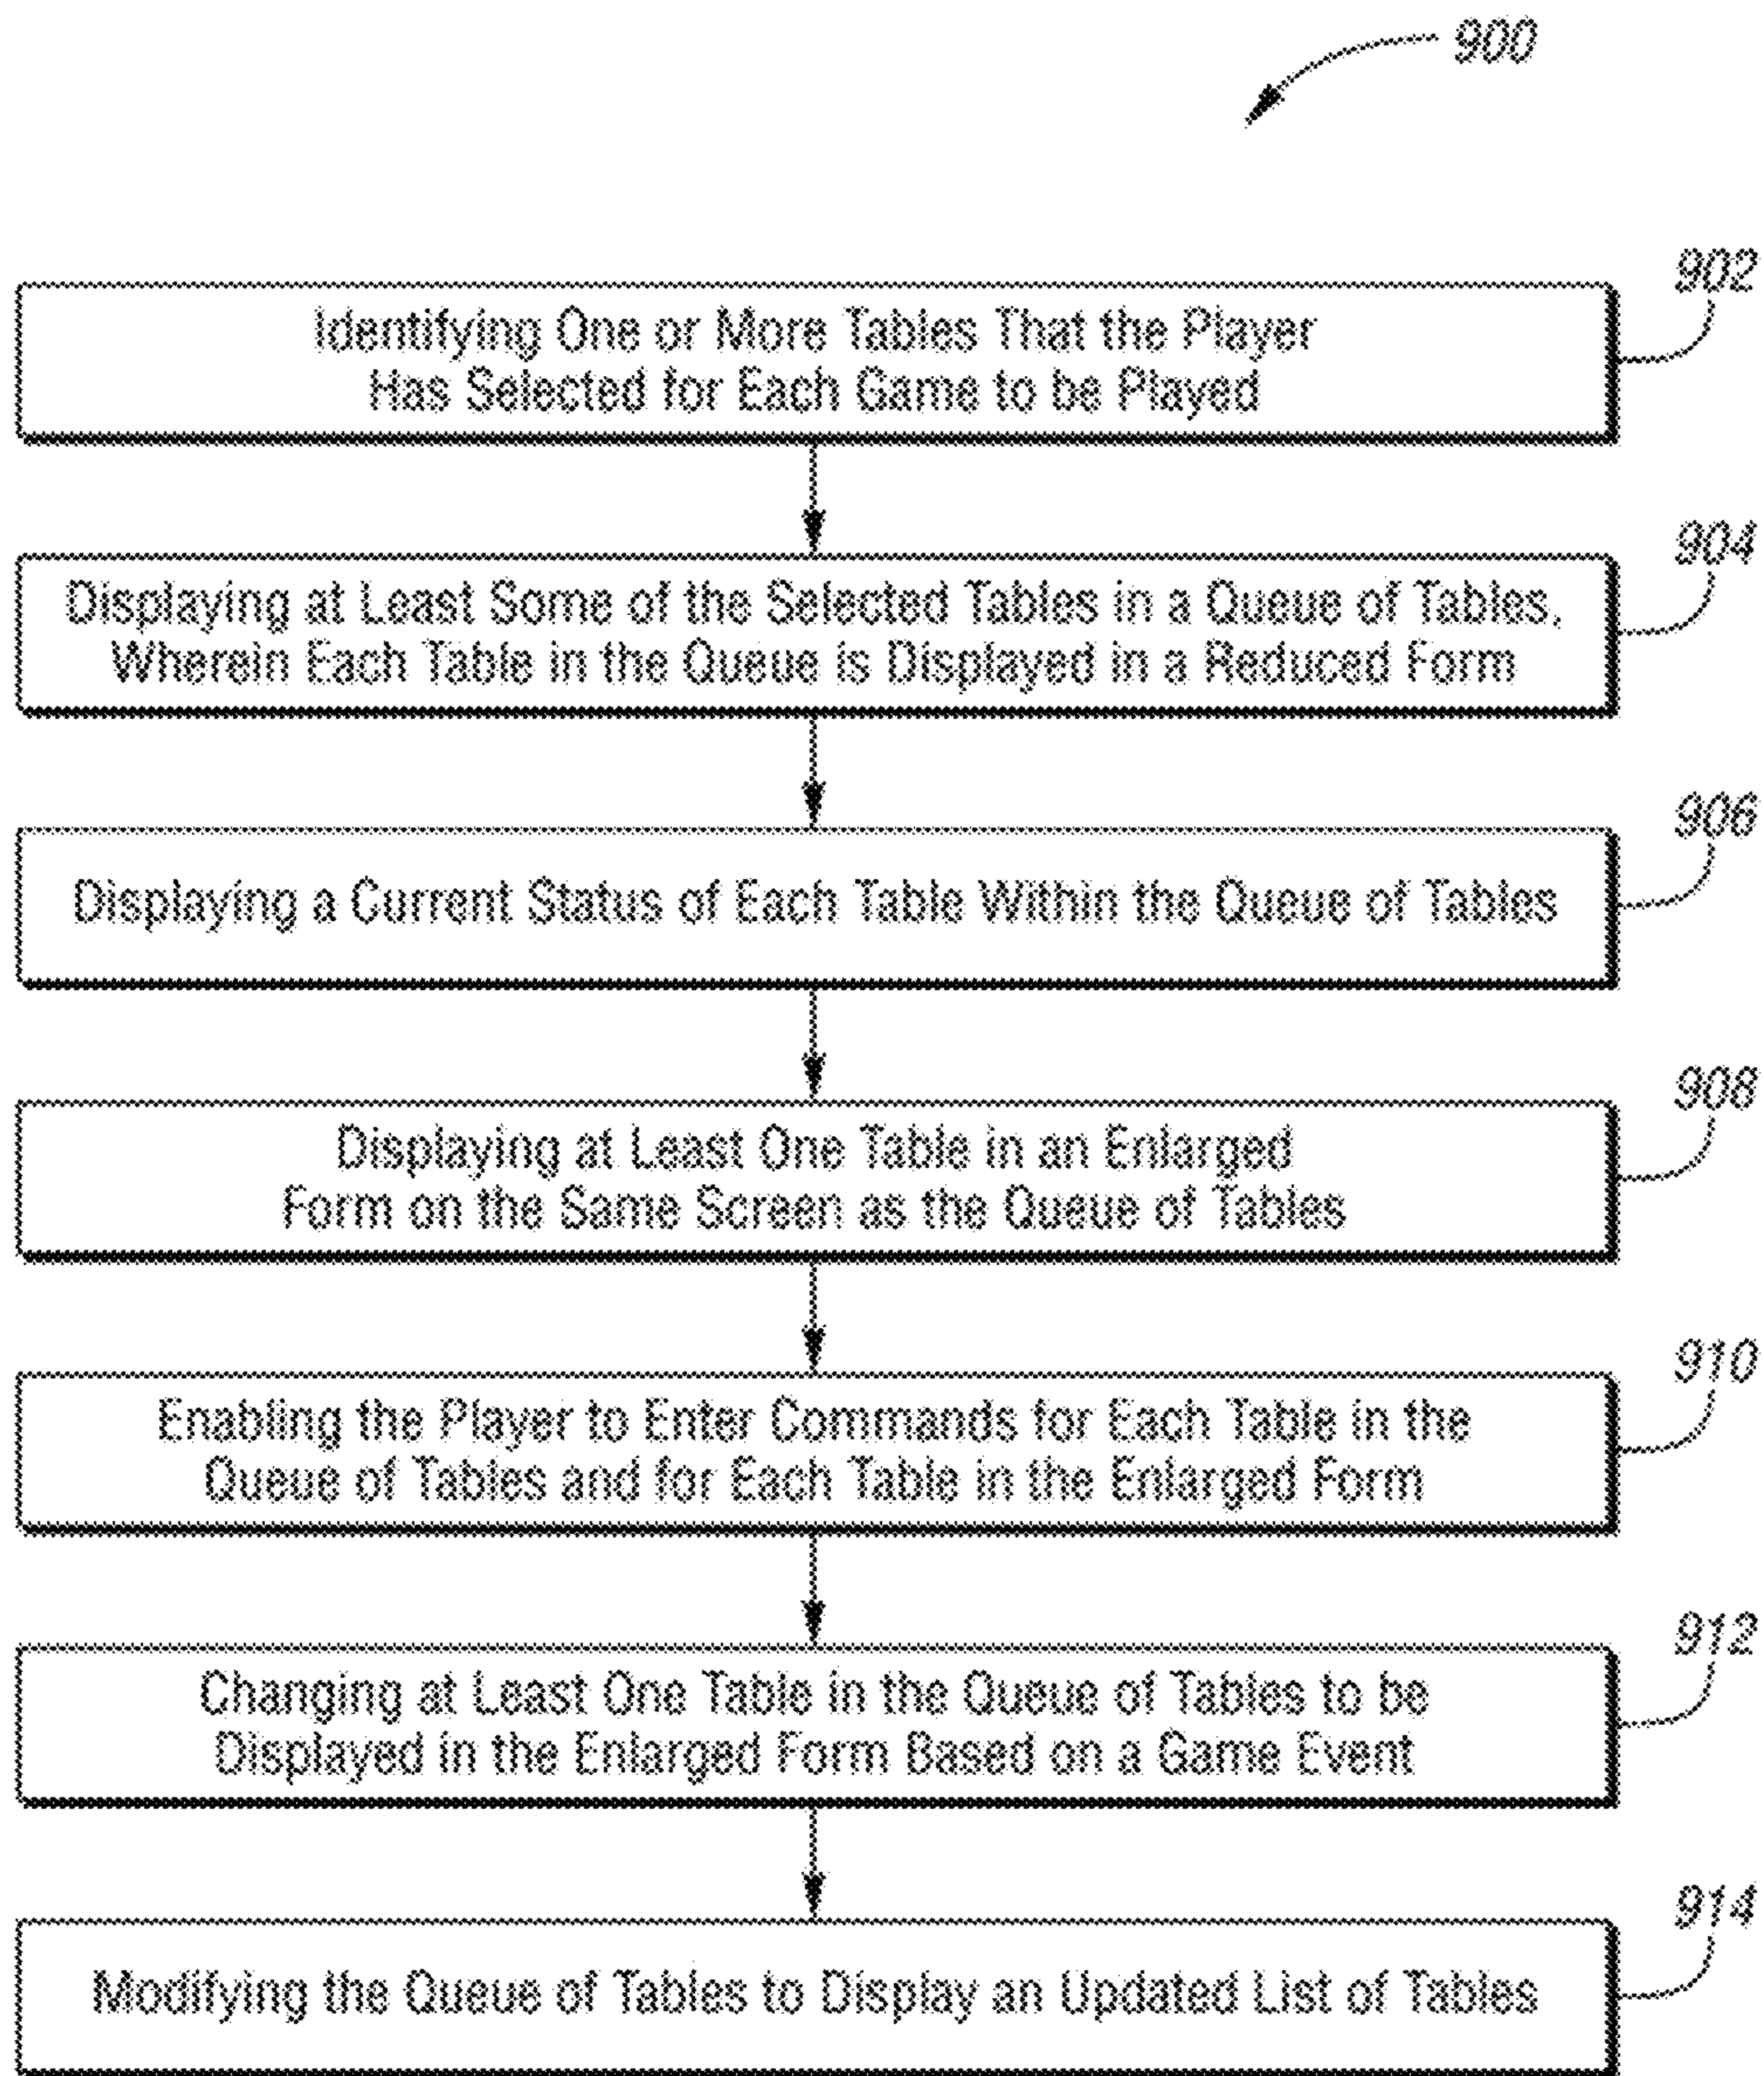 900
902
Identifying One or More Tables That the Player
Has Selected for Each Game to be Played
904
Displaying at Least Some of the Selected Tables in a Queue of Tables,
Wherein Each Table in the Queue is Displayed in a Reduced Form
906
Displaying a Current Status of Each Table Within the Queue of Tables
908
Displaying at Least One Table in an Enlarged
Form on the Same Screen as the Queue of Tables
910
Enabling the Player to Enter Commands for Each Table in the
Queue of Tables and for Each Table in the Enlarged Form
912
Changing at Least One Table in the Queue of Tables to be
Displayed in the Enlarged Form Based on a Game Event
914
Modifying the Queue of Tables to Display an Updated List of Tables